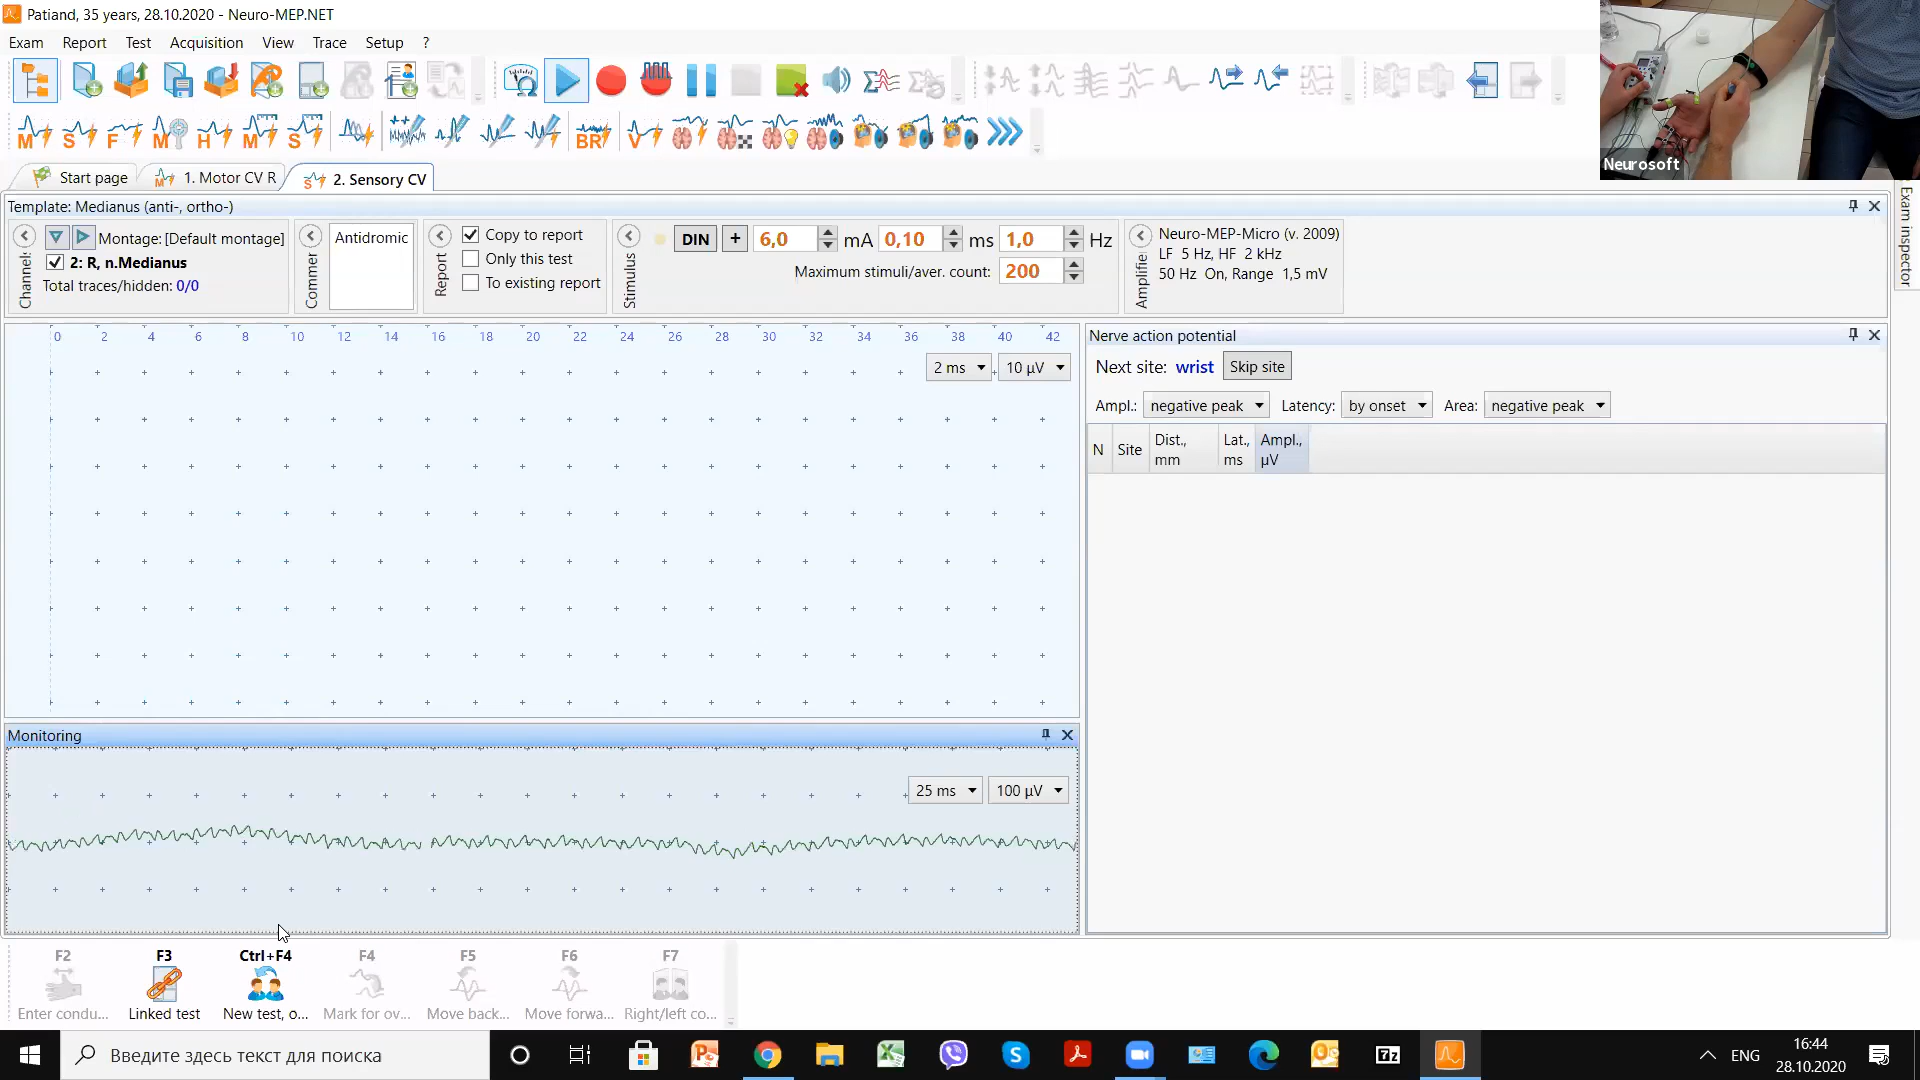 Patiand, 35 years, 28.10.2020 - Neuro-MEP.NET
Exam Report Test Acquisition View Trace Setup ?
M S F M H M S BR V
Neurosoft
Start page 1. Motor CV R 2. Sensory CV
Template: Medianus (anti-, ortho-)
Channel: Montage: [Default montage]
2: R, n.Medianus
Total traces/hidden: 0/0
Commer Antidromic
Report Copy to report
Only this test
To existing report
Stimulus DIN + 6,0 mA 0,10 ms 1,0 Hz
Maximum stimuli/aver. count: 200
Amplifie Neuro-MEP-Micro (v. 2009)
LF 5 Hz, HF 2 kHz
50 Hz On, Range 1,5 mV
Exam inspector
0 2 4 6 8 10 12 14 16 18 20 22 24 26 28 30 32 34 36 38 40 42
2 ms 10 µV
Nerve action potential
Next site: wrist Skip site
Ampl.: negative peak Latency: by onset Area: negative peak
N Site Dist., mm Lat., ms Ampl., µV
Monitoring
25 ms 100 µV
F2 F3 Ctrl+F4 F4 F5 F6 F7
Enter condu... Linked test New test, o... Mark for ov... Move back... Move forwa... Right/left co...
Введите здесь текст для поиска
7z
ENG
16:44
28.10.2020